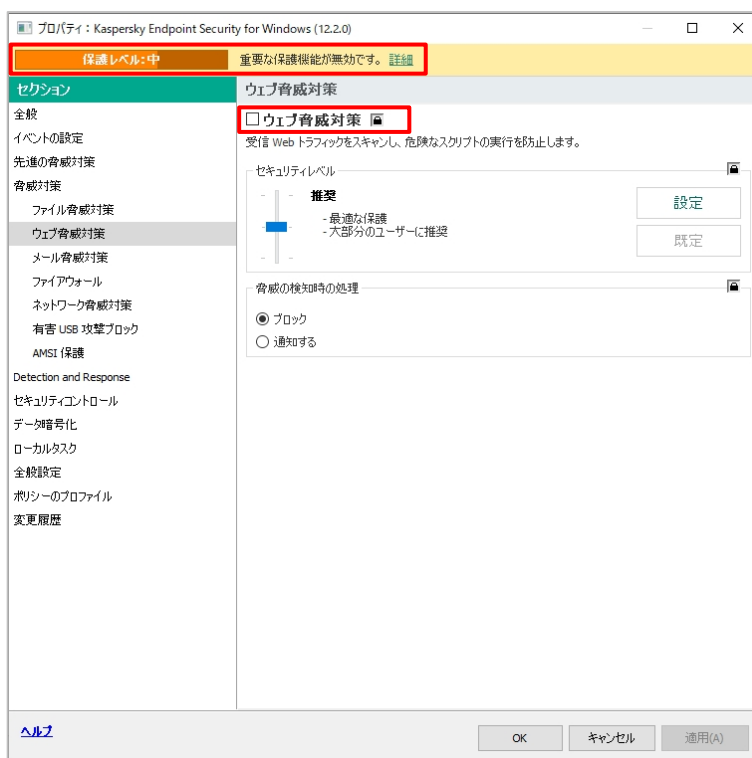 プロパティ：Kaspersky Endpoint Security for Windows (12.2.0)
保護レベル:中
重要な保護機能が無効です。 詳細
セクション
ウェブ脅威対策
全般
イベントの設定
先進の脅威対策
脅威対策
ファイル脅威対策
ウェブ脅威対策
メール脅威対策
ファイアウォール
ネットワーク脅威対策
有害 USB 攻撃ブロック
AMSI 保護
Detection and Response
セキュリティコントロール
データ暗号化
ローカルタスク
全般設定
ポリシーのプロファイル
変更履歴
ウェブ脅威対策
受信 Web トラフィックをスキャンし、危険なスクリプトの実行を防止します。
セキュリティレベル
推奨
- 最適な保護
- 大部分のユーザーに推奨
設定
既定
脅威の検知時の処理
ブロック
通知する
ヘルプ
OK
キャンセル
適用(A)